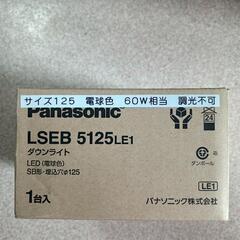 Panasonic
サイズ125 電球色 60W相当 調光不可
LSEB 5125LE1
ダウンライト
LED(電球色)
SB形・埋込穴φ125
1台入
24
ダンボール
LE1
パナソニック株式会社